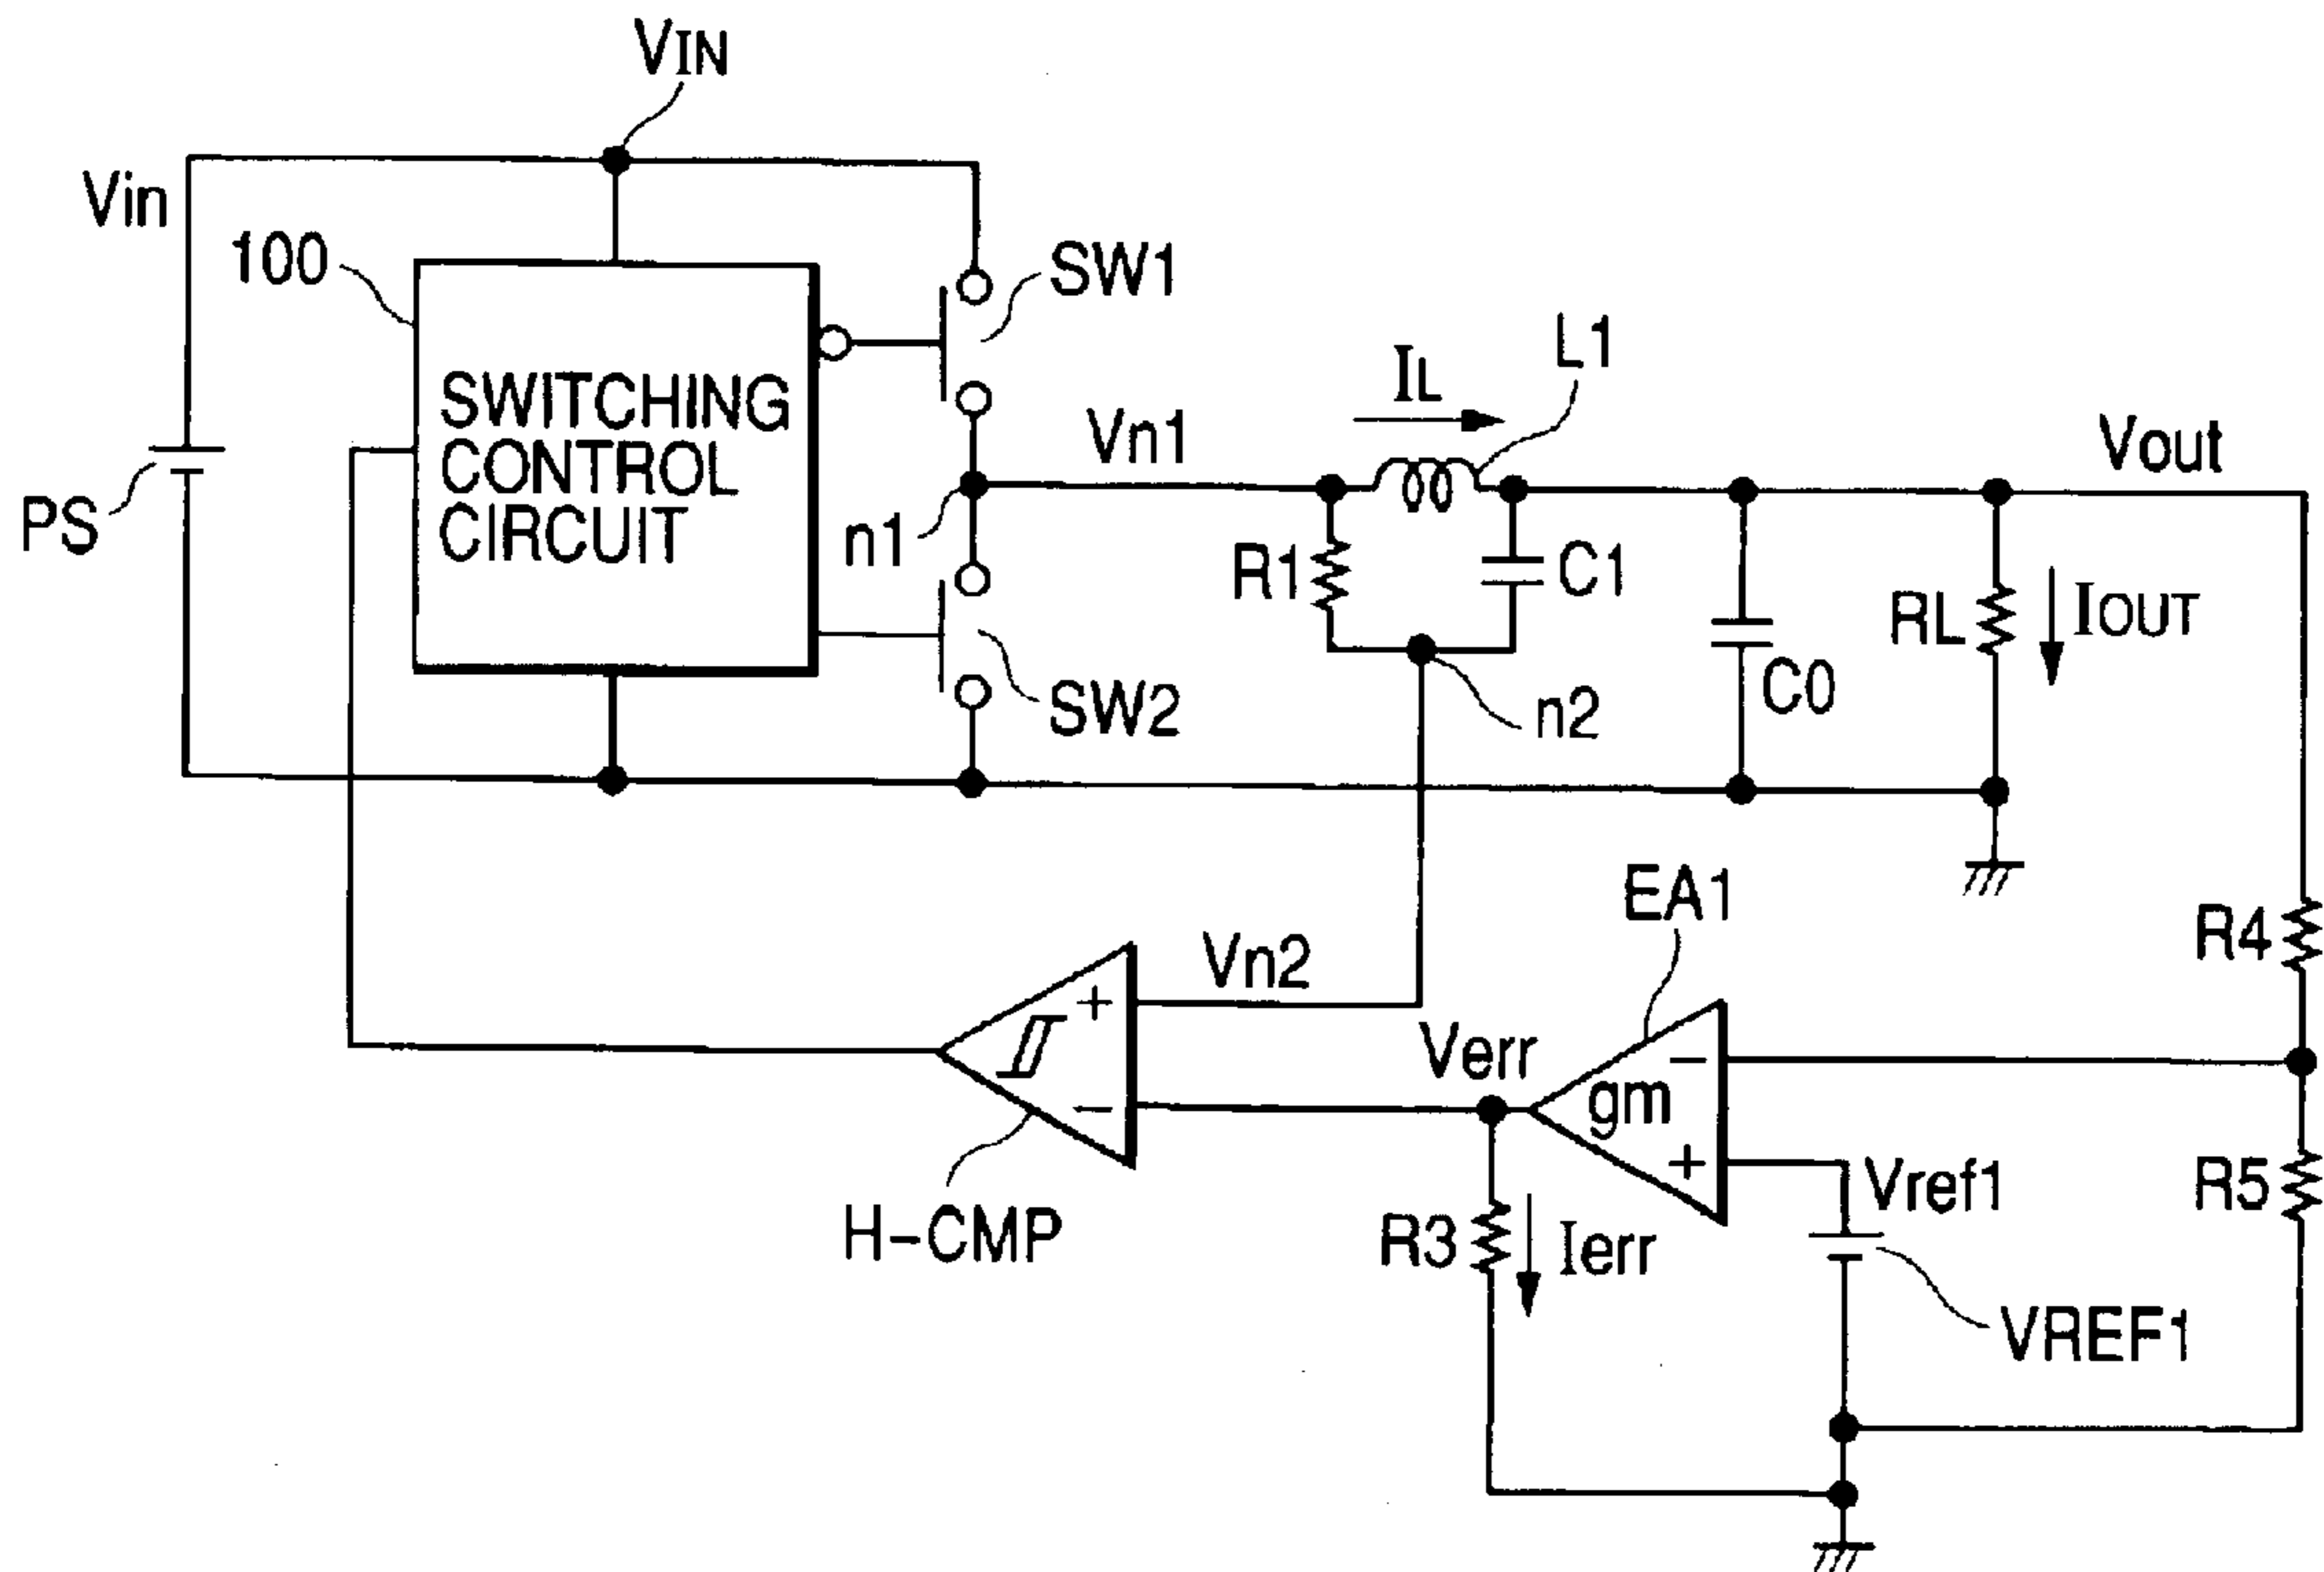 VIN
Vin
100
SW1
SWITCHING
CONTROL
CIRCUIT
PS
Vn1
n1
IL
L1
Vout
R1
C1
RL
IOUT
C0
SW2
n2
EA1
R4
Vn2
+
−
Verr
gm
−
+
Vref1
R5
H-CMP
R3
Ierr
VREF1